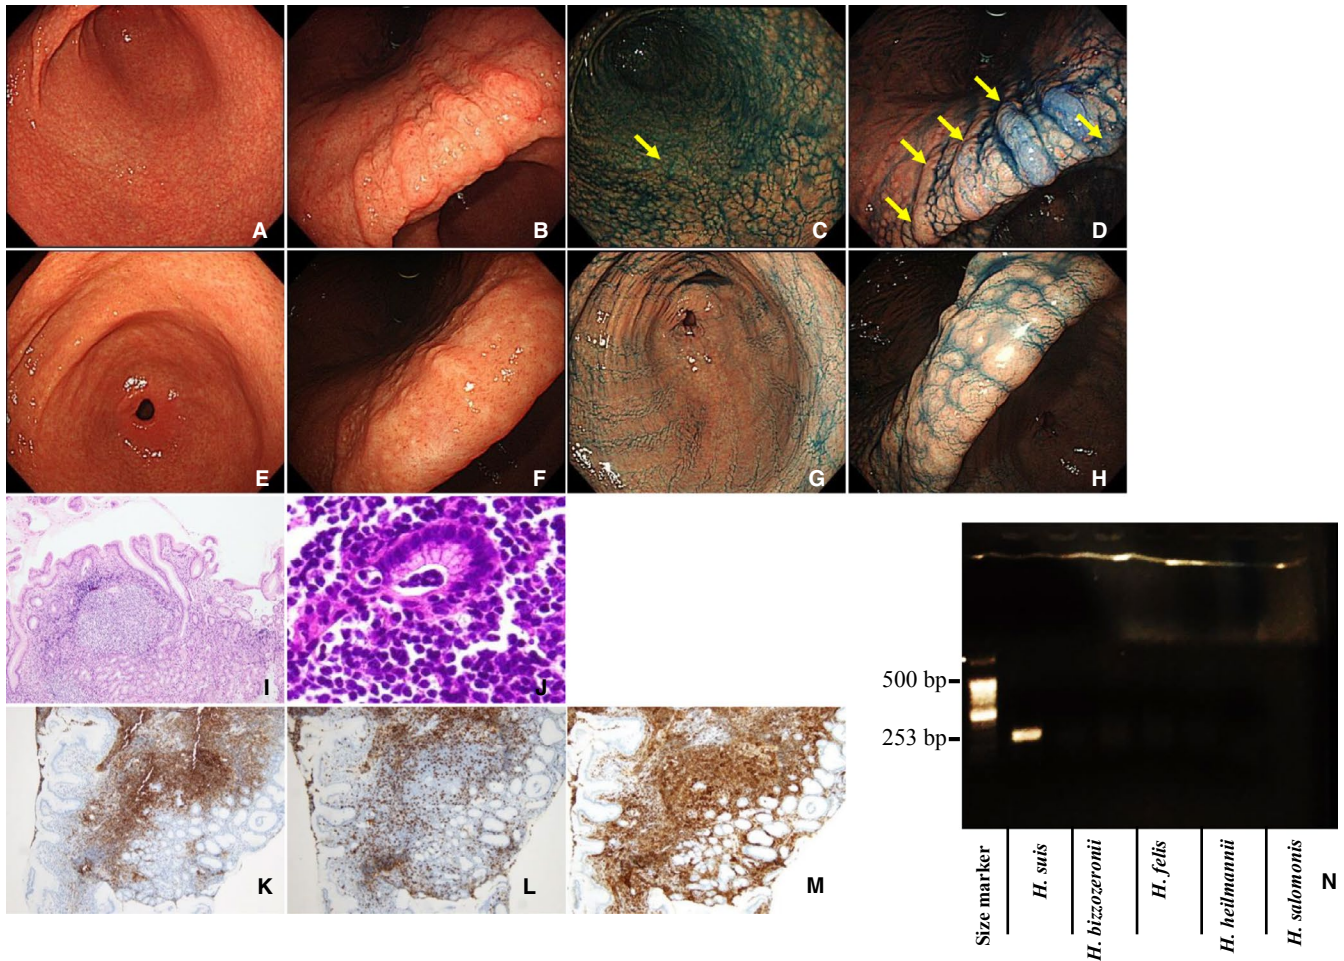 A
B
C
D
E
F
G
H
I
J
K
L
M
500 bp
253 bp
Size marker
H. suis
H. bizzozeronii
H. felis
H. heilmannii
H. salomonis
N